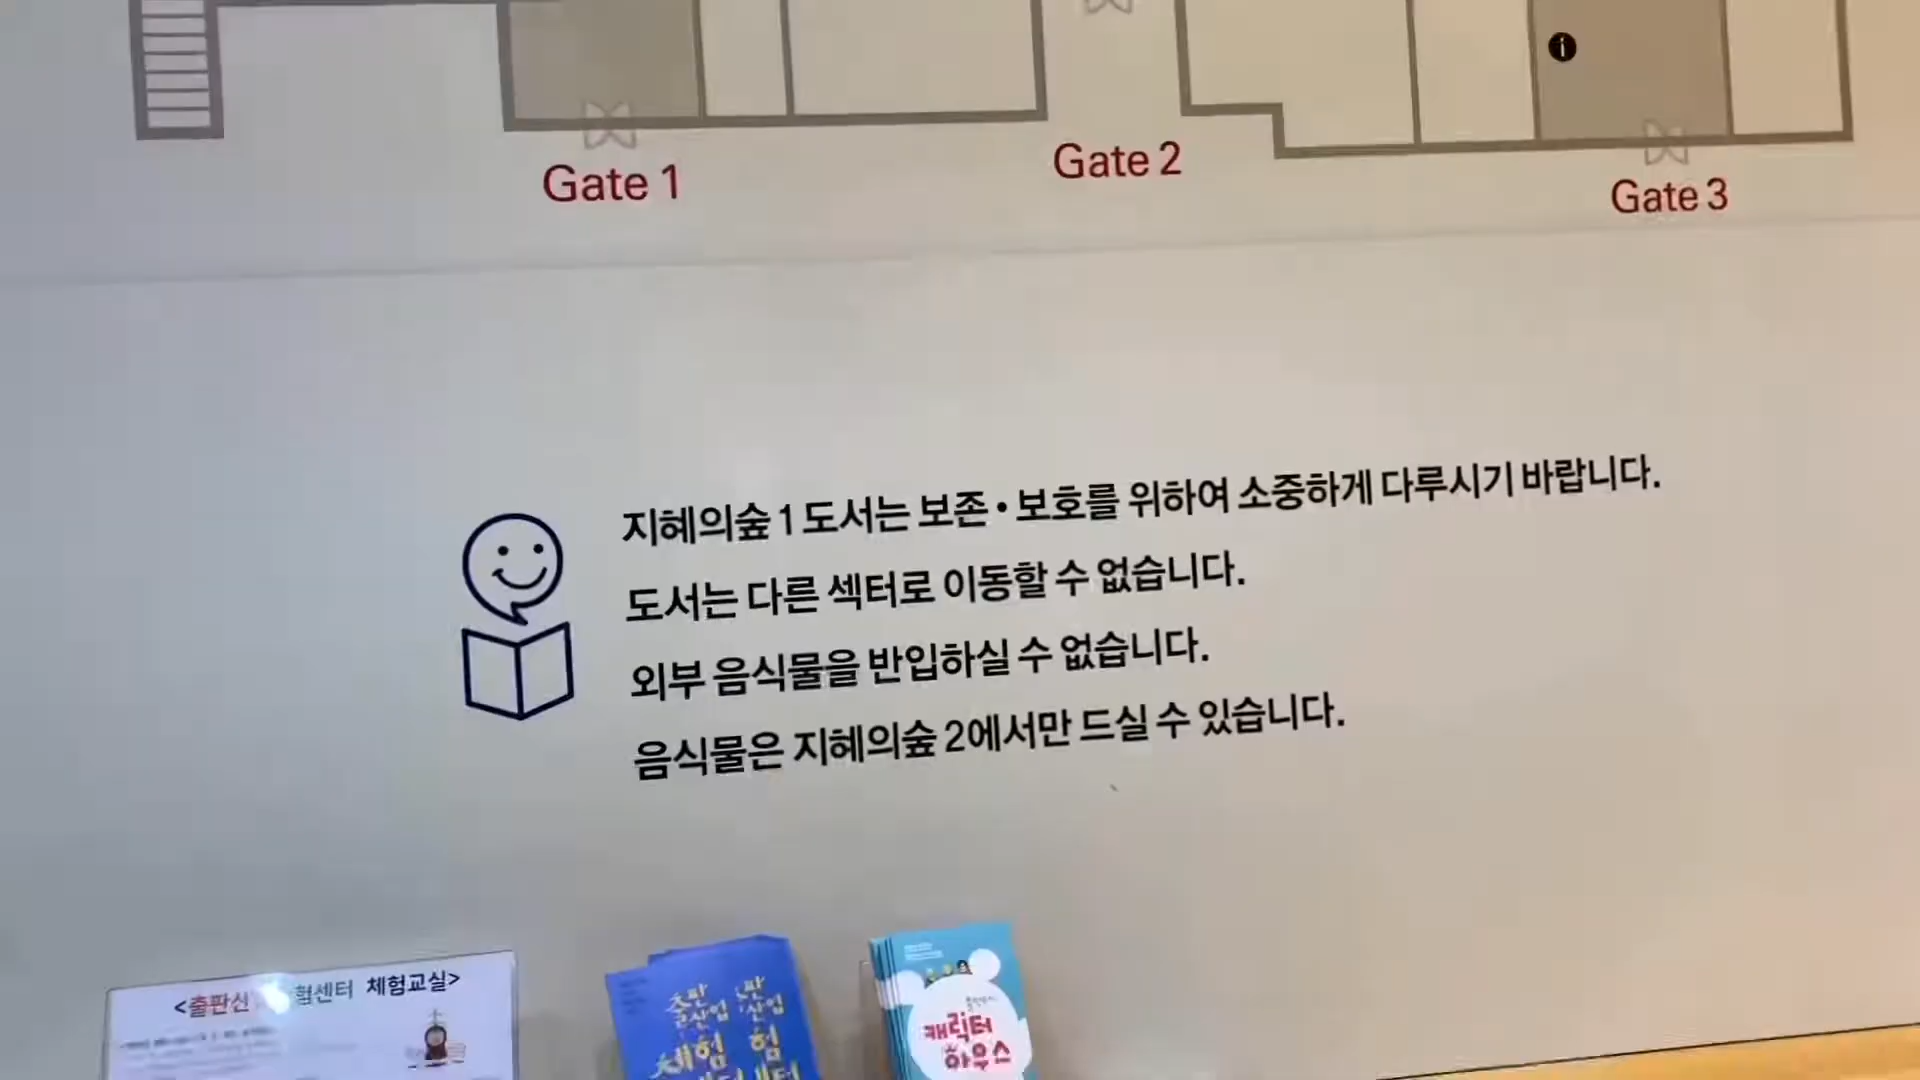 Gate 1
Gate 2
Gate 3
지혜의숲 1 도서는 보존·보호를 위하여 소중하게 다루시기 바랍니다.
도서는 다른 섹터로 이동할 수 없습니다.
외부 음식물을 반입하실 수 없습니다.
음식물은 지혜의숲 2에서만 드실 수 있습니다.
체험교실>
출판
산업
체험
캐릭터
하우스